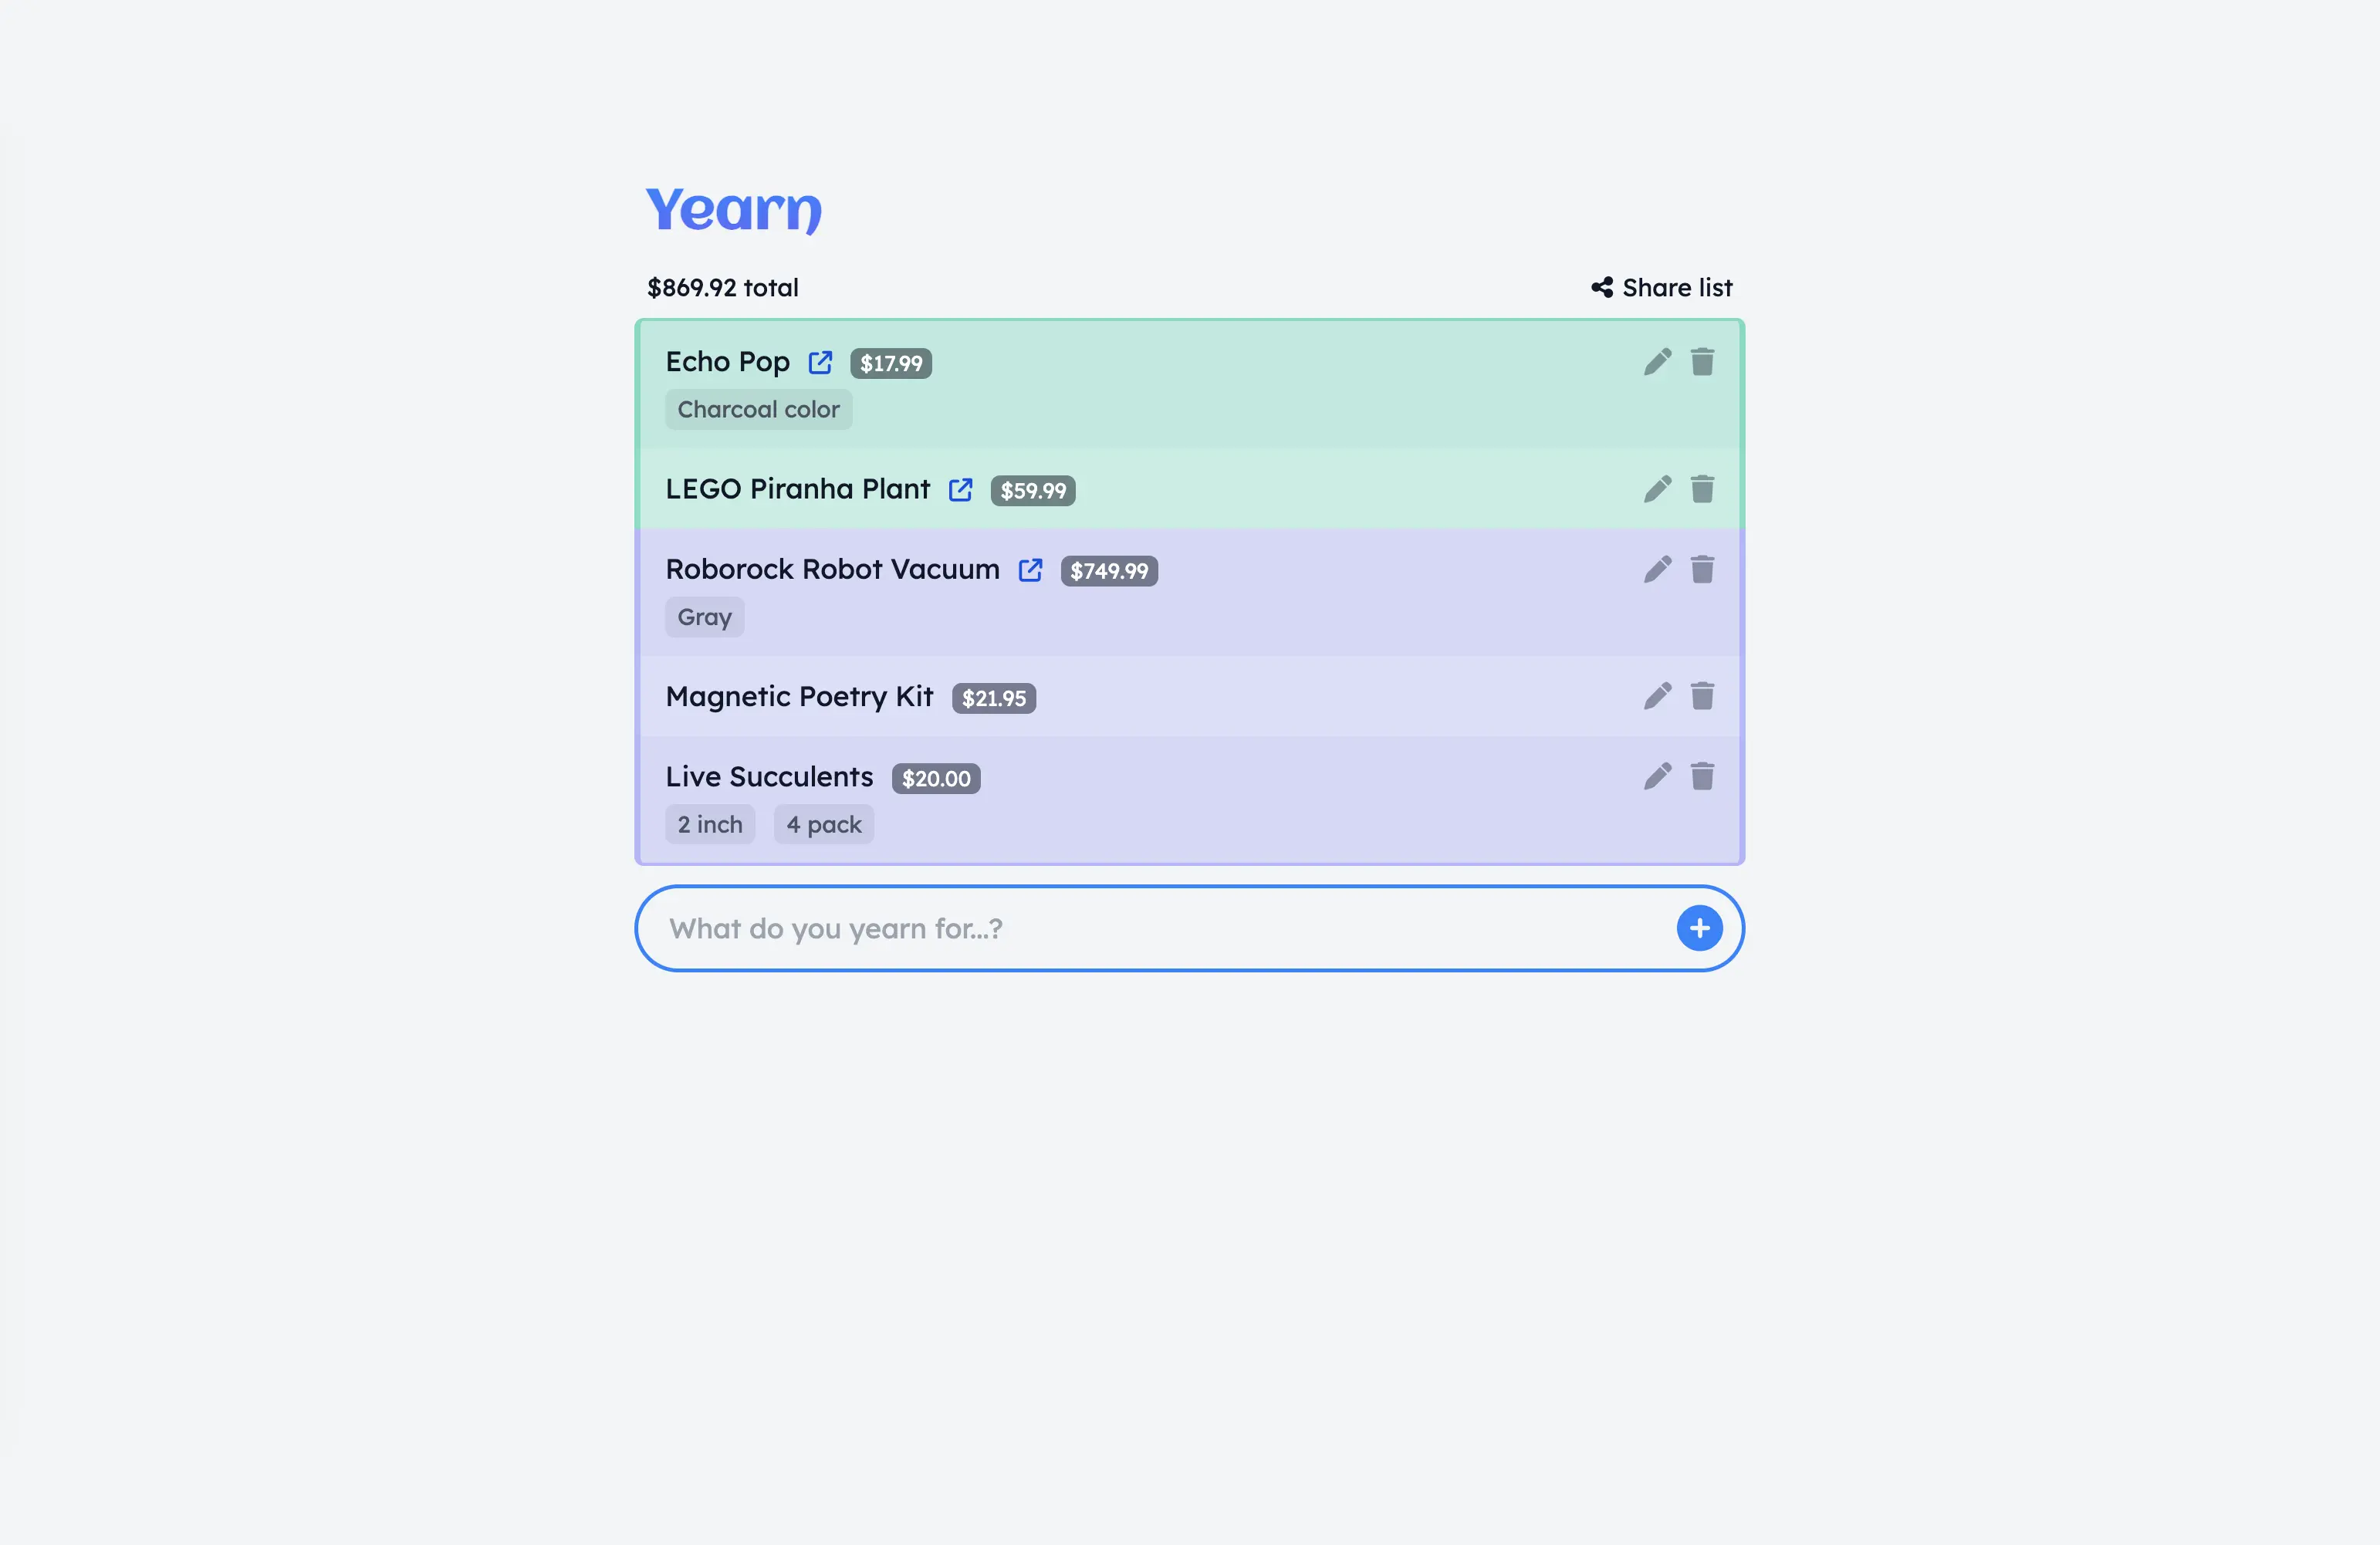 Yearn
$869.92 total Share list
Echo Pop $17.99
Charcoal color
LEGO Piranha Plant $59.99
Roborock Robot Vacuum $749.99
Gray
Magnetic Poetry Kit $21.95
Live Succulents $20.00
2 inch 4 pack
What do you yearn for...?